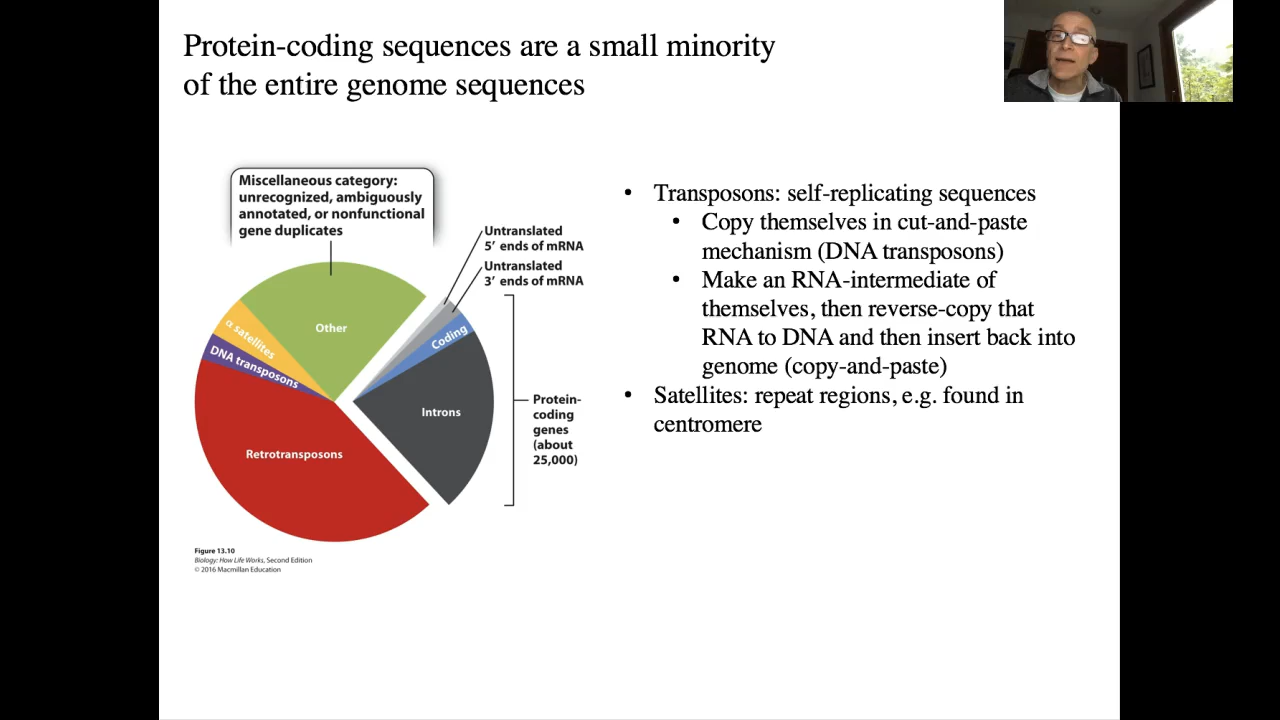 Protein-coding sequences are a small minority
of the entire genome sequences
Miscellaneous category:
unrecognized, ambiguously
annotated, or nonfunctional
gene duplicates
Untranslated
5′ ends of mRNA
Untranslated
3′ ends of mRNA
Other
α satellites
DNA transposons
Coding
Introns
Retrotransposons
Protein-
coding
genes
(about
25,000)
Figure 13.10
Biology: How Life Works, Second Edition
© 2016 Macmillan Education
• Transposons: self-replicating sequences
• Copy themselves in cut-and-paste
mechanism (DNA transposons)
• Make an RNA-intermediate of
themselves, then reverse-copy that
RNA to DNA and then insert back into
genome (copy-and-paste)
• Satellites: repeat regions, e.g. found in
centromere